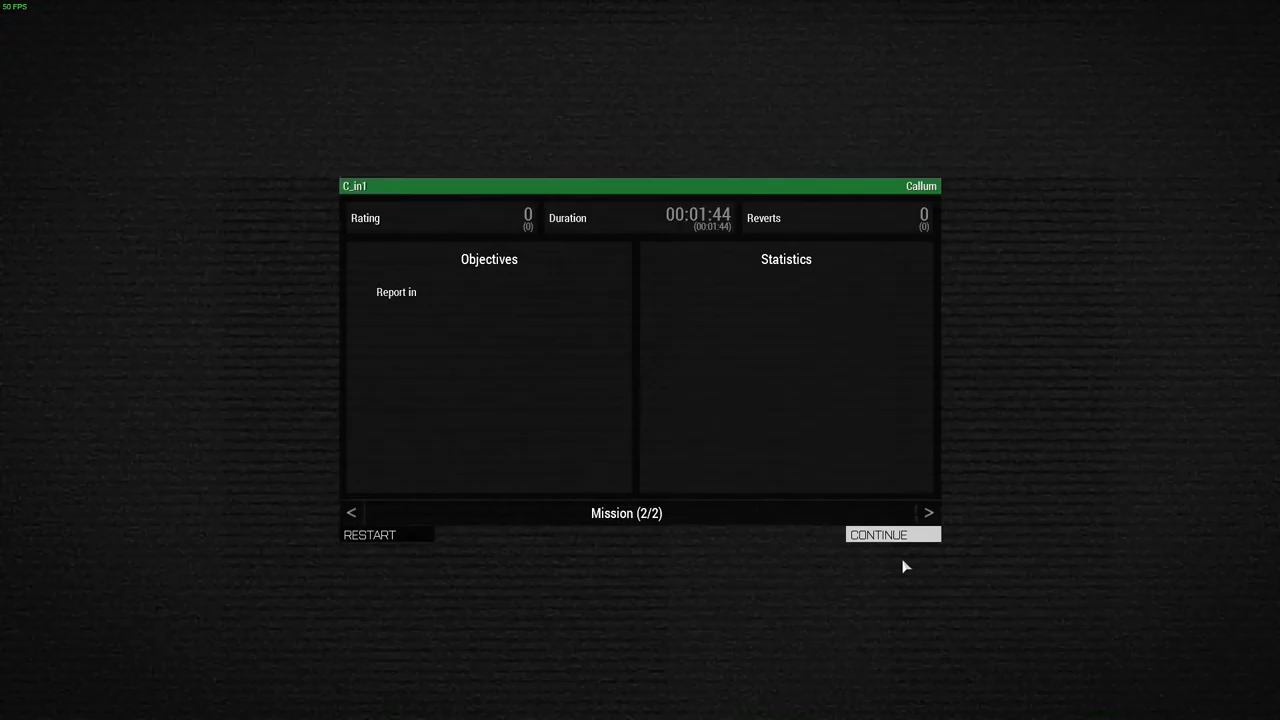 50 FPS
C_in1 Callum
Rating 0 (0) Duration 00:01:44 (00:01:44) Reverts 0 (0)
Objectives Statistics
Report in
< Mission (2/2) >
RESTART CONTINUE